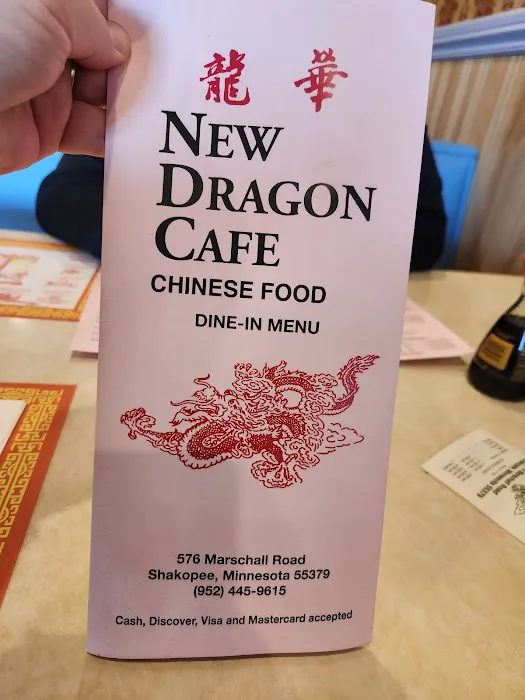 龍 華
NEW
DRAGON
CAFE
CHINESE FOOD
DINE-IN MENU
576 Marschall Road
Shakopee, Minnesota 55379
(952) 445-9615
Cash, Discover, Visa and Mastercard accepted